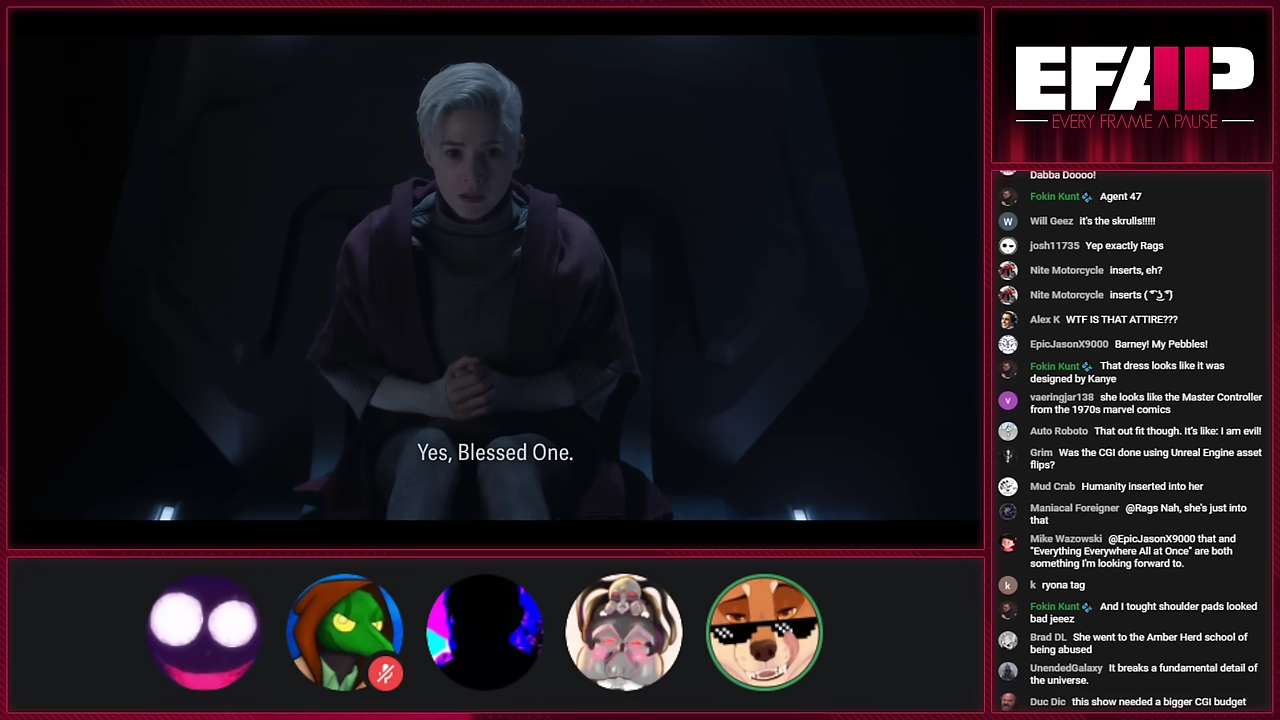 Yes, Blessed One.
EFAP
EVERY FRAME A PAUSE
Dabba Doooo!
Fokin Kunt Agent 47
W Will Geez it's the skrulls!!!!!
josh11735 Yep exactly Rags
Nite Motorcycle inserts, eh?
Nite Motorcycle inserts ( ͡° ͜ʖ ͡°)
Alex K WTF IS THAT ATTIRE???
EpicJasonX9000 Barney! My Pebbles!
Fokin Kunt That dress looks like it was
designed by Kanye
v vaeringjar138 she looks like the Master Controller
from the 1970s marvel comics
Auto Roboto That out fit though. It's like: I am evil!
Grim Was the CGI done using Unreal Engine asset
flips?
Mud Crab Humanity inserted into her
Maniacal Foreigner @Rags Nah, she's just into
that
Mike Wazowski @EpicJasonX9000 that and
"Everything Everywhere All at Once" are both
something I'm looking forward to.
k k ryona tag
Fokin Kunt And I tought shoulder pads looked
bad jeeez
Brad DL She went to the Amber Herd school of
being abused
UnendedGalaxy It breaks a fundamental detail of
the universe.
Duc Dic this show needed a bigger CGI budget